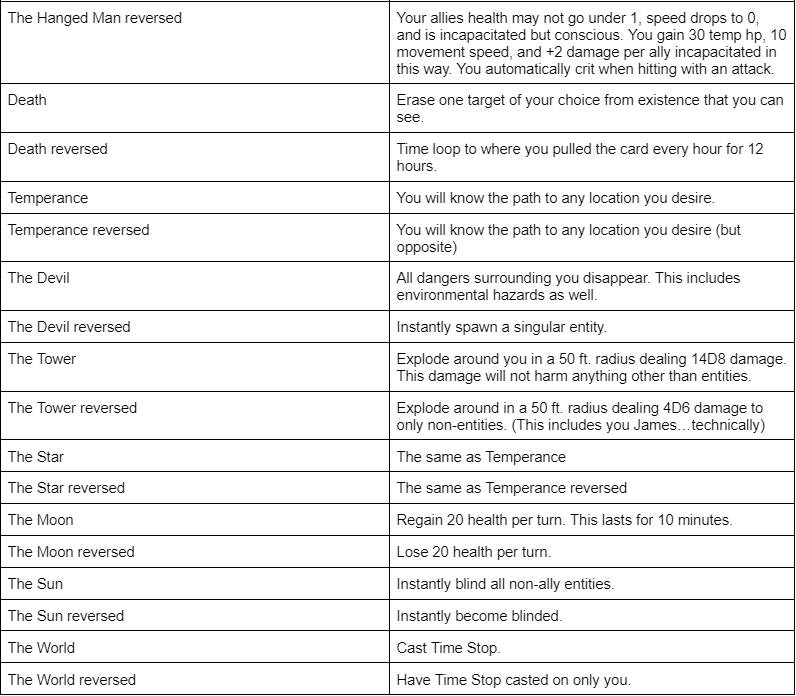 The Hanged Man reversed
Your allies health may not go under 1, speed drops to 0,
and is incapacitated but conscious. You gain 30 temp hp, 10
movement speed, and +2 damage per ally incapacitated in
this way. You automatically crit when hitting with an attack.
Death
Erase one target of your choice from existence that you can
see.
Death reversed
Time loop to where you pulled the card every hour for 12
hours.
Temperance
You will know the path to any location you desire.
Temperance reversed
You will know the path to any location you desire (but
opposite)
The Devil
All dangers surrounding you disappear. This includes
environmental hazards as well.
The Devil reversed
Instantly spawn a singular entity.
The Tower
Explode around you in a 50 ft. radius dealing 14D8 damage.
This damage will not harm anything other than entities.
The Tower reversed
Explode around in a 50 ft. radius dealing 4D6 damage to
only non-entities. (This includes you James…technically)
The Star
The same as Temperance
The Star reversed
The same as Temperance reversed
The Moon
Regain 20 health per turn. This lasts for 10 minutes.
The Moon reversed
Lose 20 health per turn.
The Sun
Instantly blind all non-ally entities.
The Sun reversed
Instantly become blinded.
The World
Cast Time Stop.
The World reversed
Have Time Stop casted on only you.